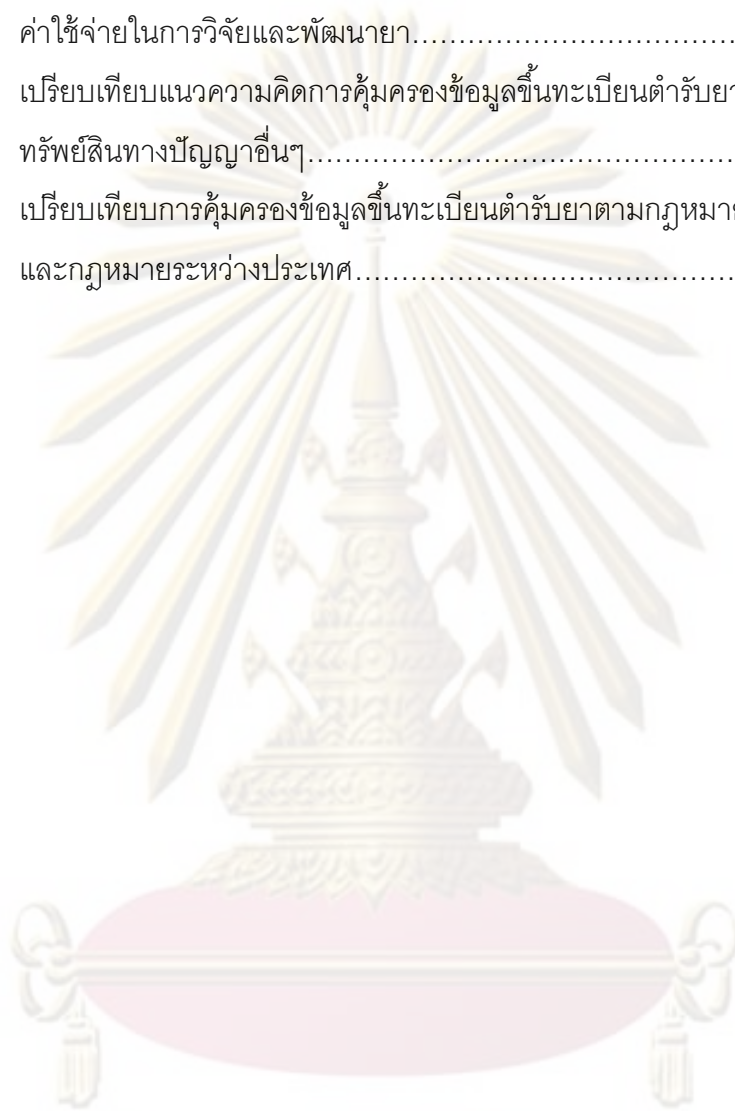 ค่าใช้จ่ายในการวิจัยและพัฒนายา......................................
เปรียบเทียบแนวความคิดการคุ้มครองข้อมูลขึ้นทะเบียนตำรับยา
ทรัพย์สินทางปัญญาอื่นๆ..................................................
เปรียบเทียบการคุ้มครองข้อมูลขึ้นทะเบียนตำรับยาตามกฎหมาย
และกฎหมายระหว่างประเทศ.............................................